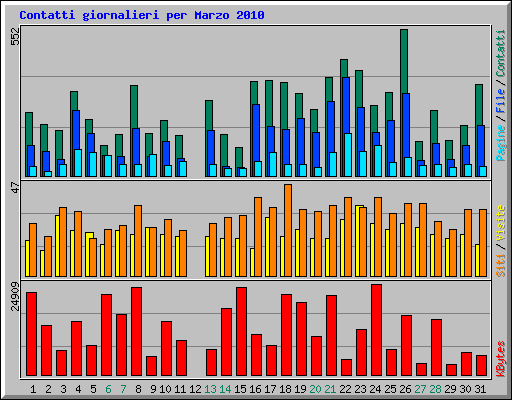 Contatti giornalieri per Marzo 2010
552
Pagine / File / Contatti
47
Siti / Visite
24909
KBytes
1 2 3 4 5 6 7 8 9 10 11 12 13 14 15 16 17 18 19 20 21 22 23 24 25 26 27 28 29 30 31